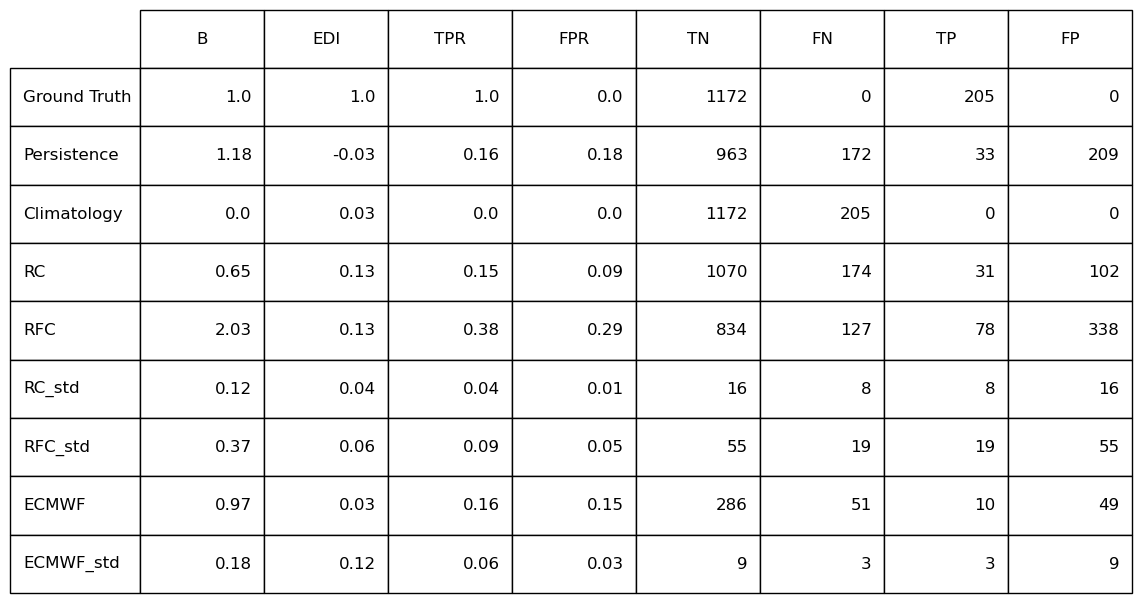 B EDI TPR FPR TN FN TP FP
Ground Truth 1.0 1.0 1.0 0.0 1172 0 205 0
Persistence 1.18 -0.03 0.16 0.18 963 172 33 209
Climatology 0.0 0.03 0.0 0.0 1172 205 0 0
RC 0.65 0.13 0.15 0.09 1070 174 31 102
RFC 2.03 0.13 0.38 0.29 834 127 78 338
RC_std 0.12 0.04 0.04 0.01 16 8 8 16
RFC_std 0.37 0.06 0.09 0.05 55 19 19 55
ECMWF 0.97 0.03 0.16 0.15 286 51 10 49
ECMWF_std 0.18 0.12 0.06 0.03 9 3 3 9